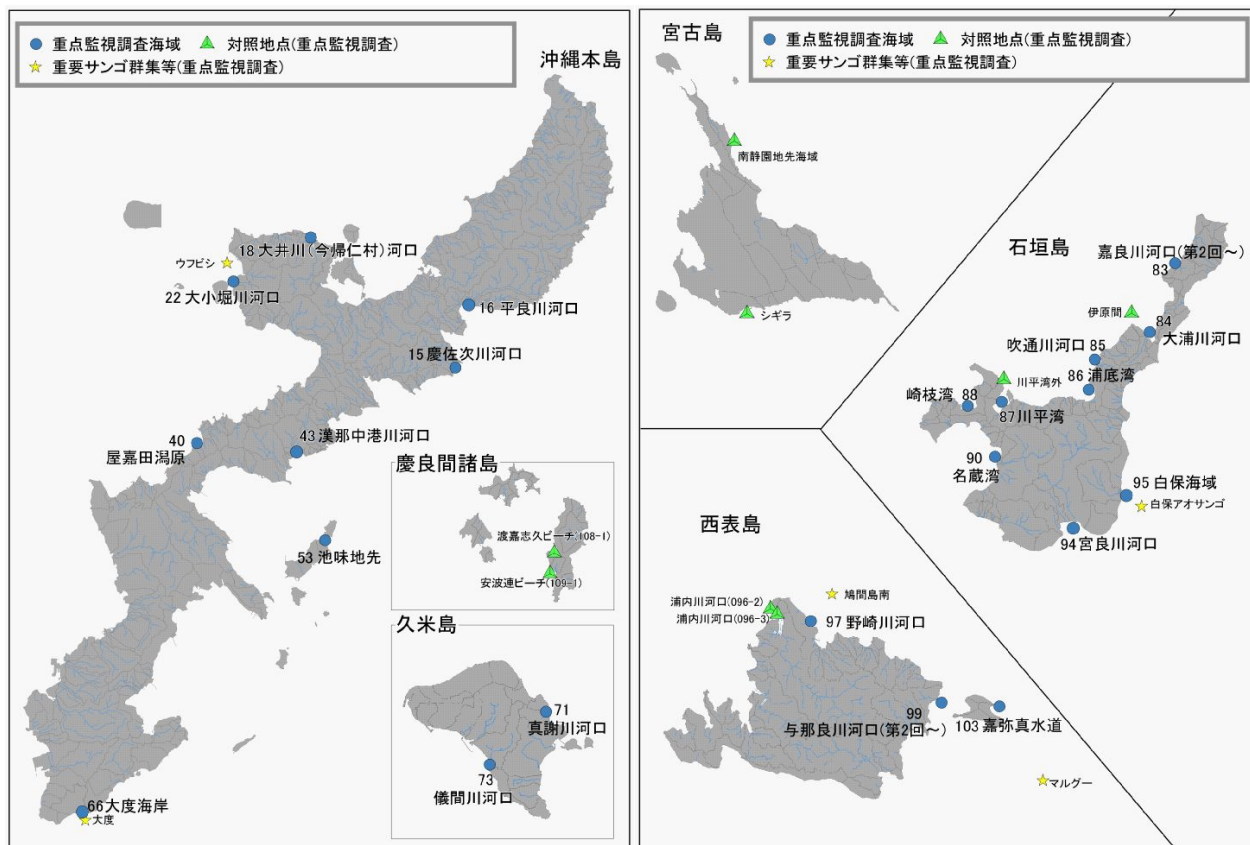 重点監視調査海域 対照地点(重点監視調査)
重要サンゴ群集等(重点監視調査)
沖縄本島
18 大井川(今帰仁村)河口
ウフビシ
22 大小堀川河口
16 平良川河口
15 慶佐次川河口
43 漢那中港川河口
40
屋嘉田潟原
53 池味地先
66 大度海岸
大度
慶良間諸島
渡嘉志久ビーチ(108-1)
安波連ビーチ(109-1)
久米島
71
真謝川河口
73
儀間川河口
宮古島
重点監視調査海域 対照地点(重点監視調査)
重要サンゴ群集等(重点監視調査)
南静園地先海域
シギラ
石垣島
嘉良川河口(第2回~)
83
伊原間
84
大浦川河口
吹通川河口 85
86 浦底湾
川平湾外
崎枝湾 88
87 川平湾
90
名蔵湾
95 白保海域
白保アオサンゴ
94 宮良川河口
西表島
鳩間島南
浦内川河口(096-2)
浦内川河口(096-3)
97 野崎川河口
99
与那良川河口(第2回~)
103 嘉弥真水道
マルグー